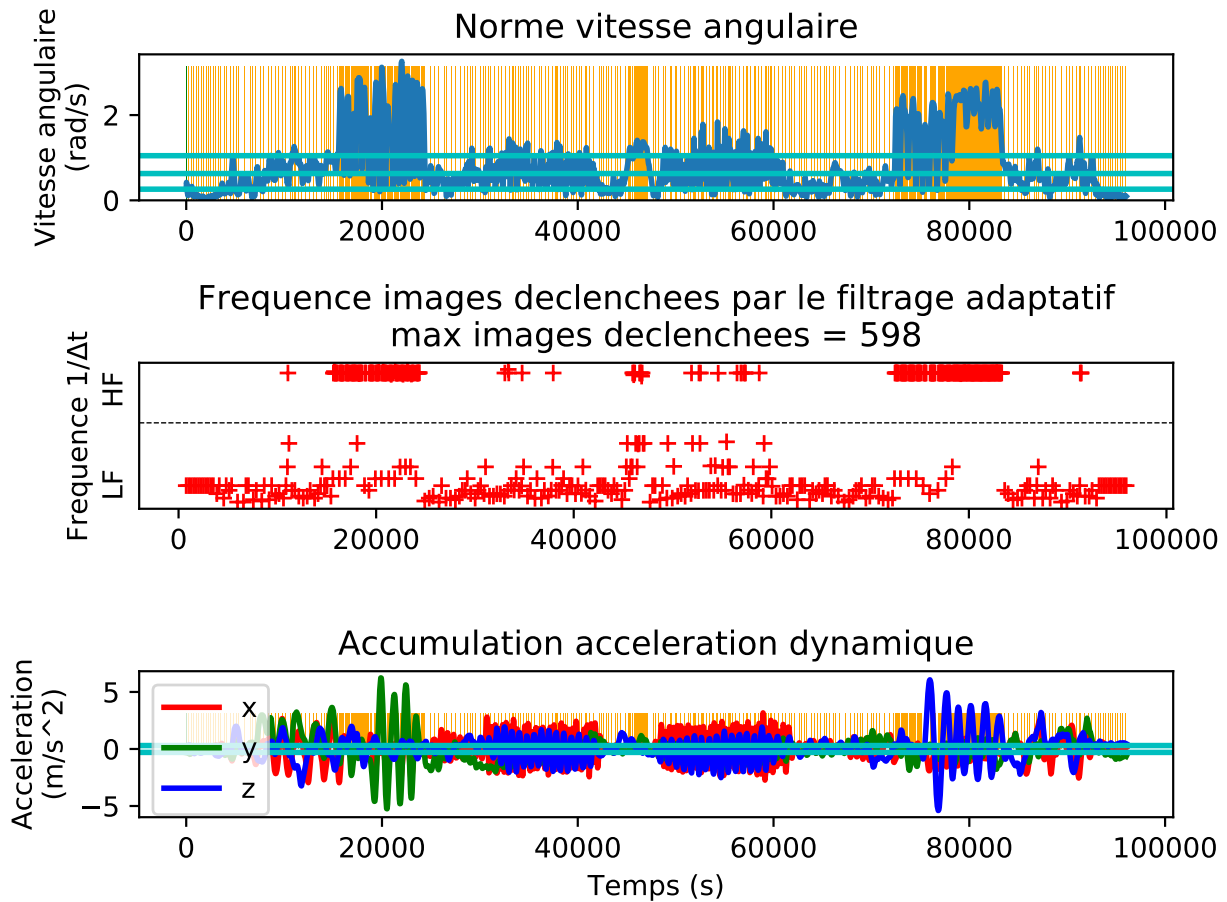 Norme vitesse angulaire
Vitesse angulaire
(rad/s)
2
0
0 20000 40000 60000 80000 100000
Frequence images declenchees par le filtrage adaptatif
max images declenchees = 598
Frequence 1/Δt
LF HF
0 20000 40000 60000 80000 100000
Accumulation acceleration dynamique
Acceleration
(m/s^2)
5
0
−5
x
y
z
0 20000 40000 60000 80000 100000
Temps (s)